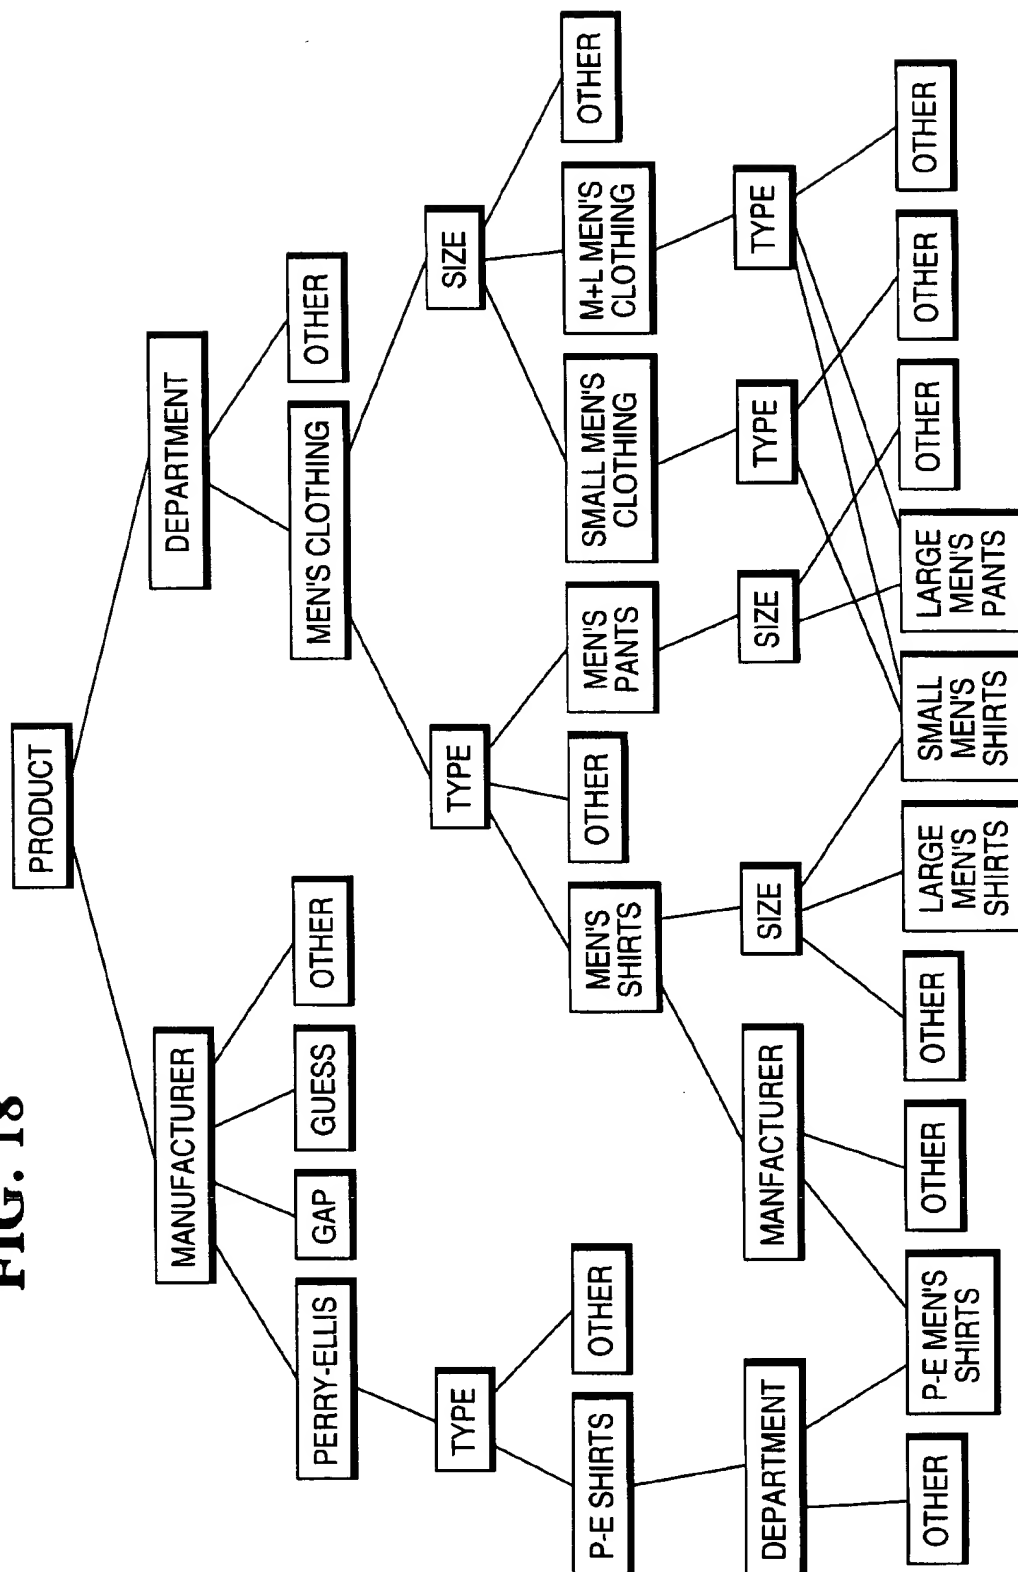 FIG. 18
PRODUCT
MANUFACTURER
DEPARTMENT
PERRY-ELLIS
GAP
GUESS
OTHER
MEN'S CLOTHING
OTHER
TYPE
TYPE
SIZE
P-E SHIRTS
OTHER
MEN'S
SHIRTS
OTHER
MEN'S
PANTS
SMALL MEN'S
CLOTHING
M+L MEN'S
CLOTHING
OTHER
DEPARTMENT
MANFACTURER
SIZE
SIZE
TYPE
TYPE
OTHER
P-E MEN'S
SHIRTS
OTHER
OTHER
LARGE
MEN'S
SHIRTS
SMALL
MEN'S
SHIRTS
LARGE
MEN'S
PANTS
OTHER
OTHER
OTHER